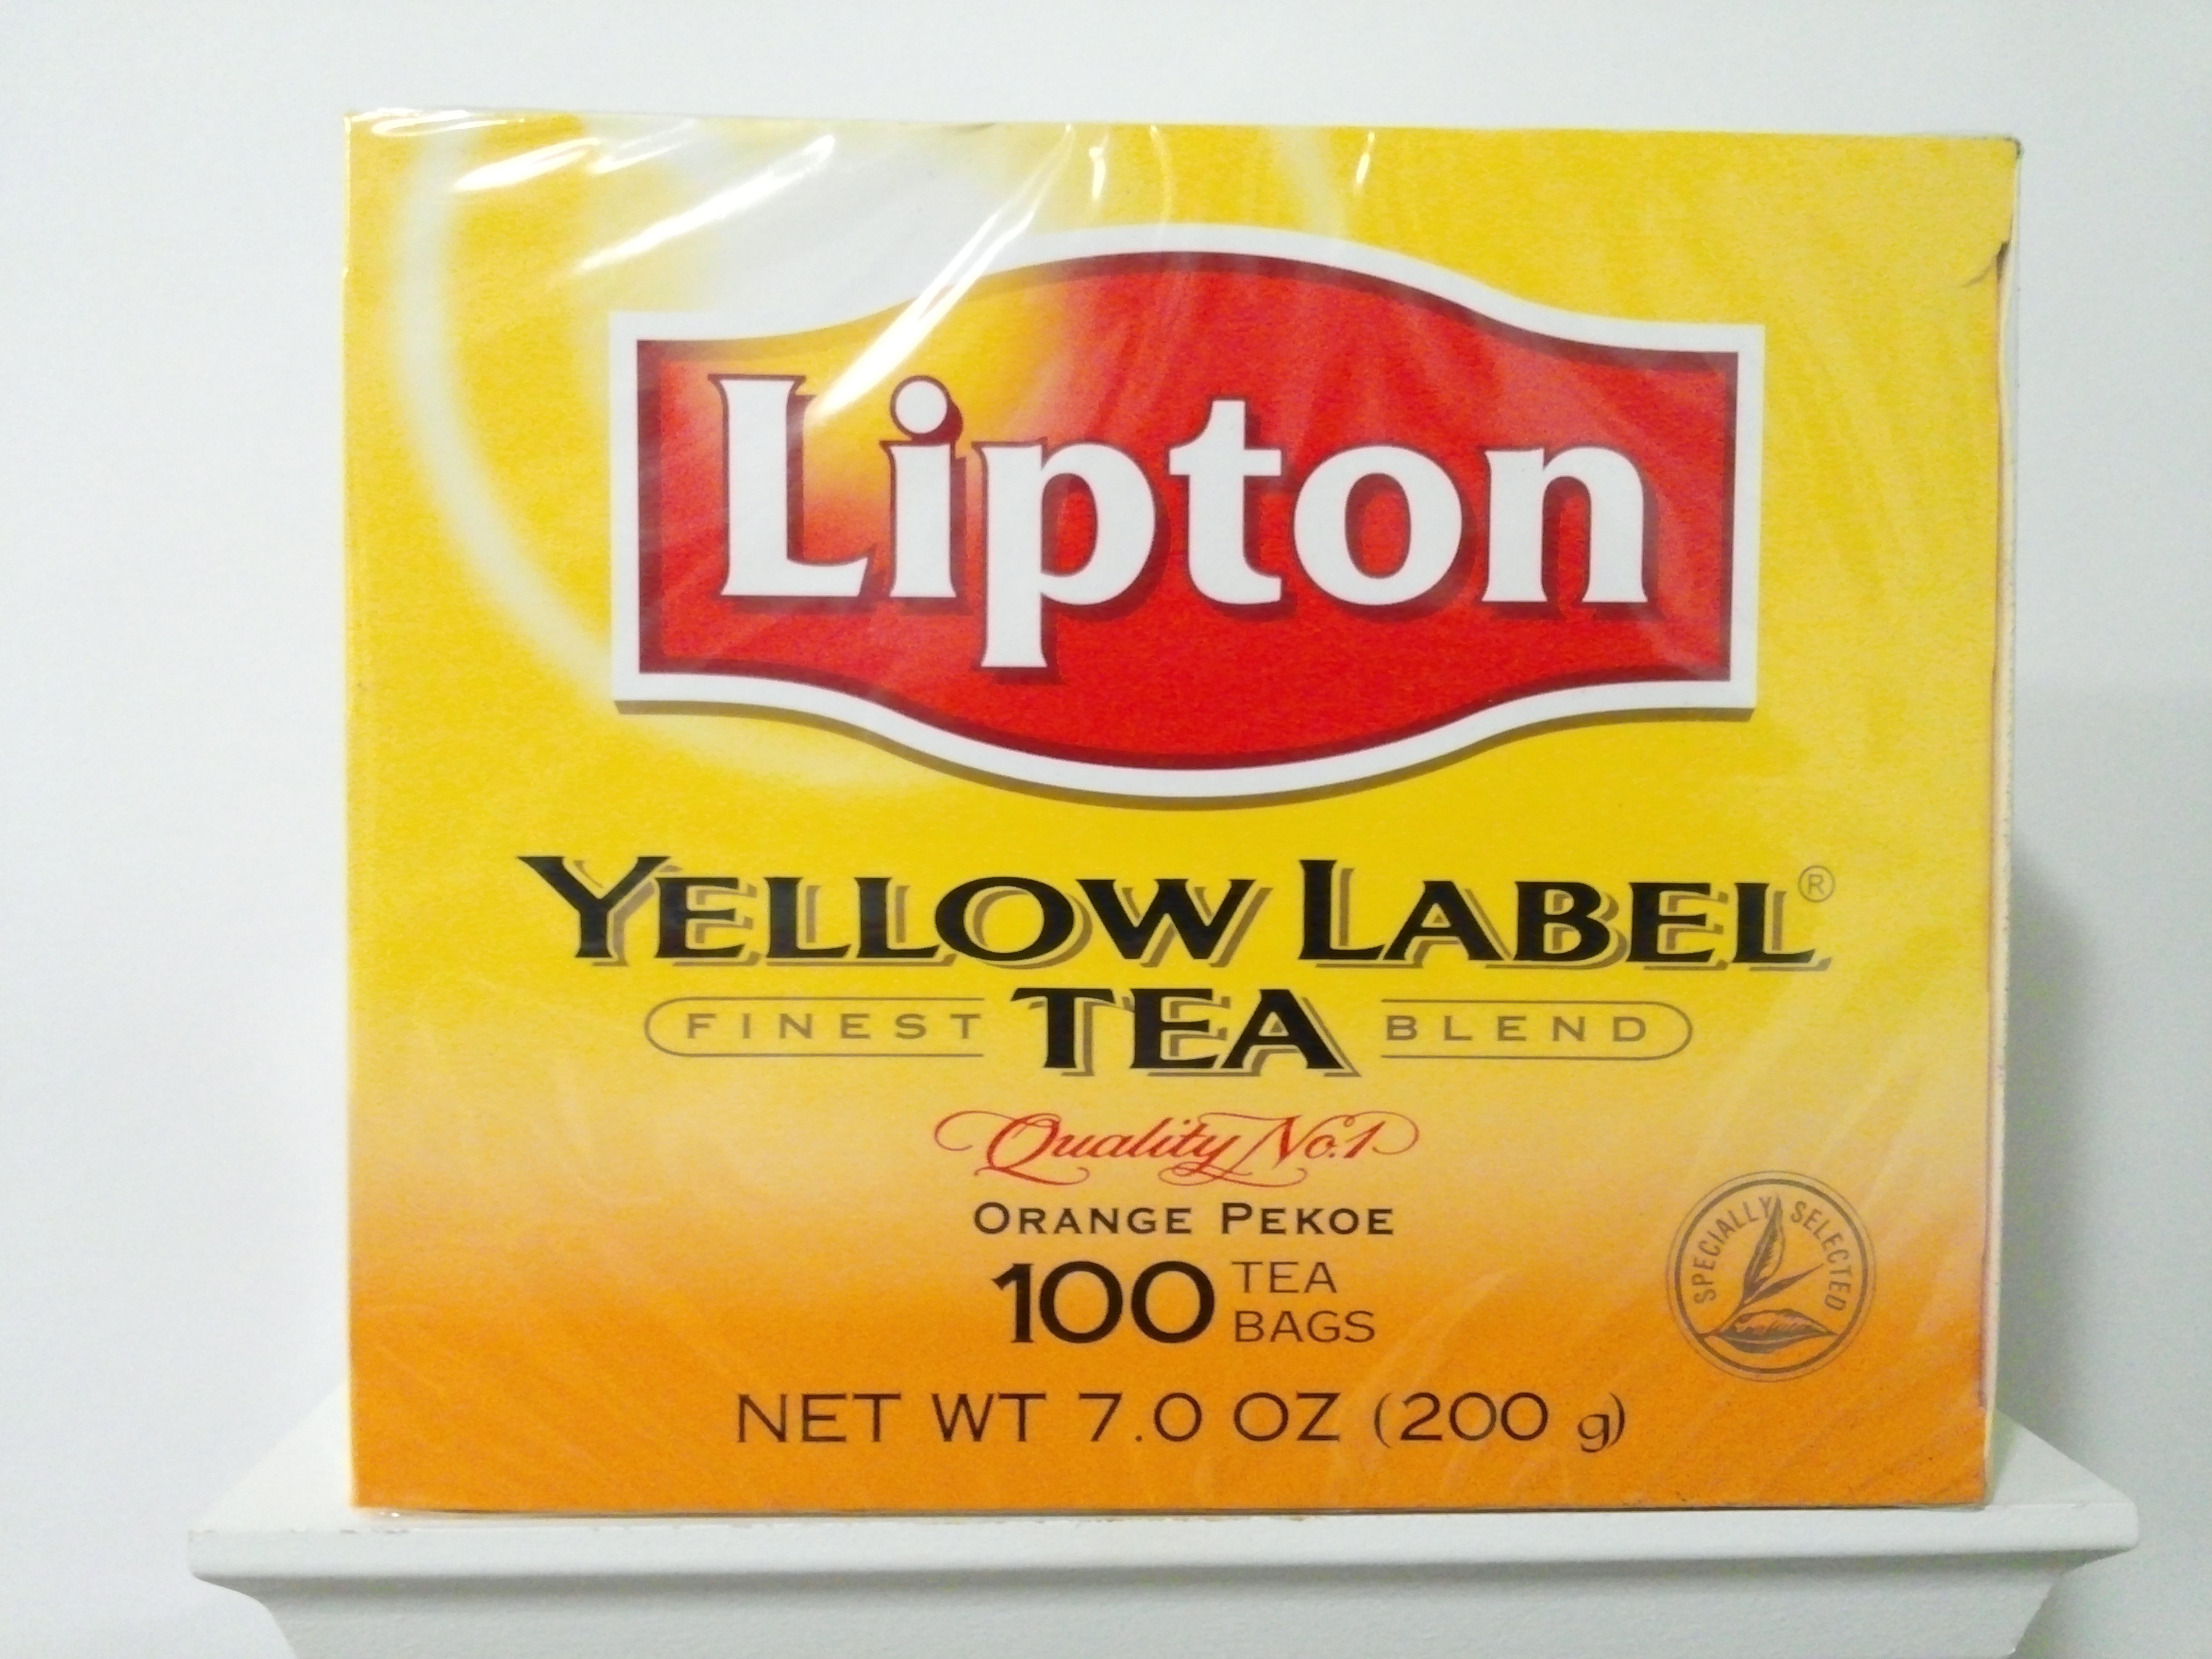 Lipton
YELLOW LABEL®
FINEST TEA BLEND
Quality No.1
ORANGE PEKOE
100 TEA BAGS
SPECIALLY SELECTED
NET WT 7.0 OZ (200 g)